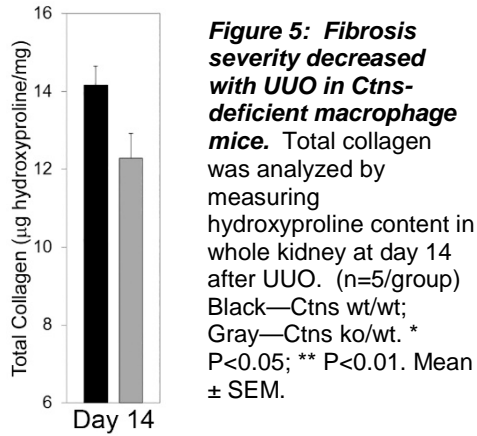 Total Collagen (µg hydroxyproline/mg)
16
14
12
10
8
6
Day 14
Figure 5: Fibrosis
severity decreased
with UUO in Ctns-
deficient macrophage
mice. Total collagen
was analyzed by
measuring
hydroxyproline content in
whole kidney at day 14
after UUO. (n=5/group)
Black—Ctns wt/wt;
Gray—Ctns ko/wt. *
P<0.05; ** P<0.01. Mean
± SEM.